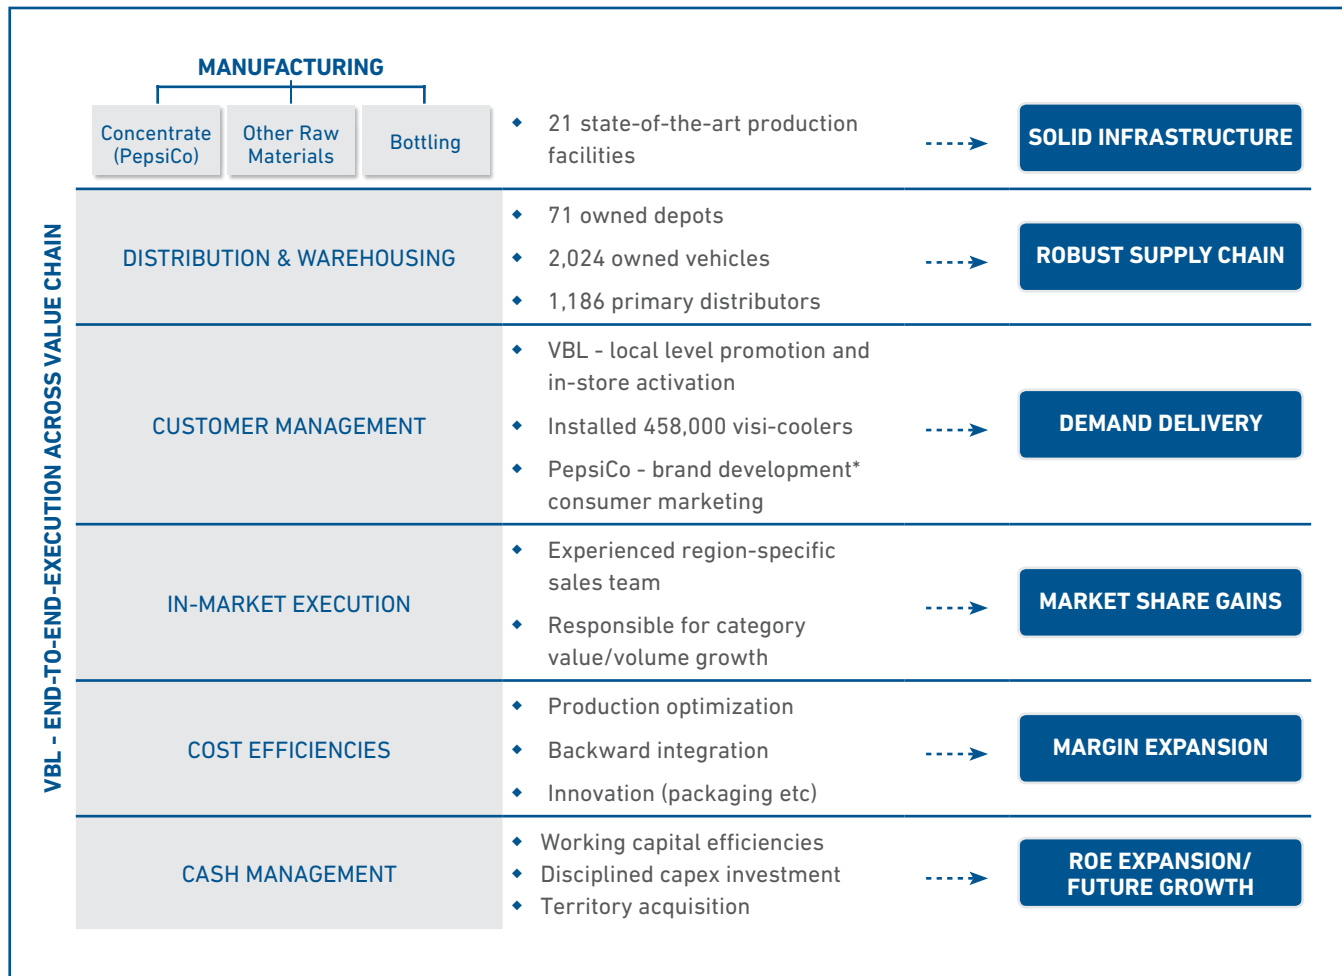 VBL - END-TO-END-EXECUTION ACROSS VALUE CHAIN
MANUFACTURING
Concentrate
(PepsiCo)
Other Raw
Materials
Bottling
◆ 21 state-of-the-art production
facilities
SOLID INFRASTRUCTURE
DISTRIBUTION & WAREHOUSING
◆ 71 owned depots
◆ 2,024 owned vehicles
◆ 1,186 primary distributors
ROBUST SUPPLY CHAIN
CUSTOMER MANAGEMENT
◆ VBL - local level promotion and
in-store activation
◆ Installed 458,000 visi-coolers
◆ PepsiCo - brand development*
consumer marketing
DEMAND DELIVERY
IN-MARKET EXECUTION
◆ Experienced region-specific
sales team
◆ Responsible for category
value/volume growth
MARKET SHARE GAINS
COST EFFICIENCIES
◆ Production optimization
◆ Backward integration
◆ Innovation (packaging etc)
MARGIN EXPANSION
CASH MANAGEMENT
◆ Working capital efficiencies
◆ Disciplined capex investment
◆ Territory acquisition
ROE EXPANSION/
FUTURE GROWTH